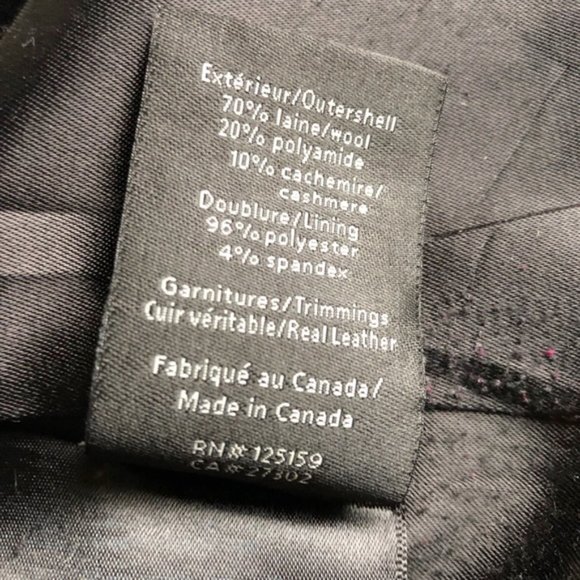 Extérieur/Outershell
70% laine/wool
20% polyamide
10% cachemire/
cashmere
Doublure/Lining
96% polyester
4% spandex
Garnitures/Trimmings
Cuir véritable/Real Leather
Fabriqué au Canada/
Made in Canada
RN# 125159
CA# 27302